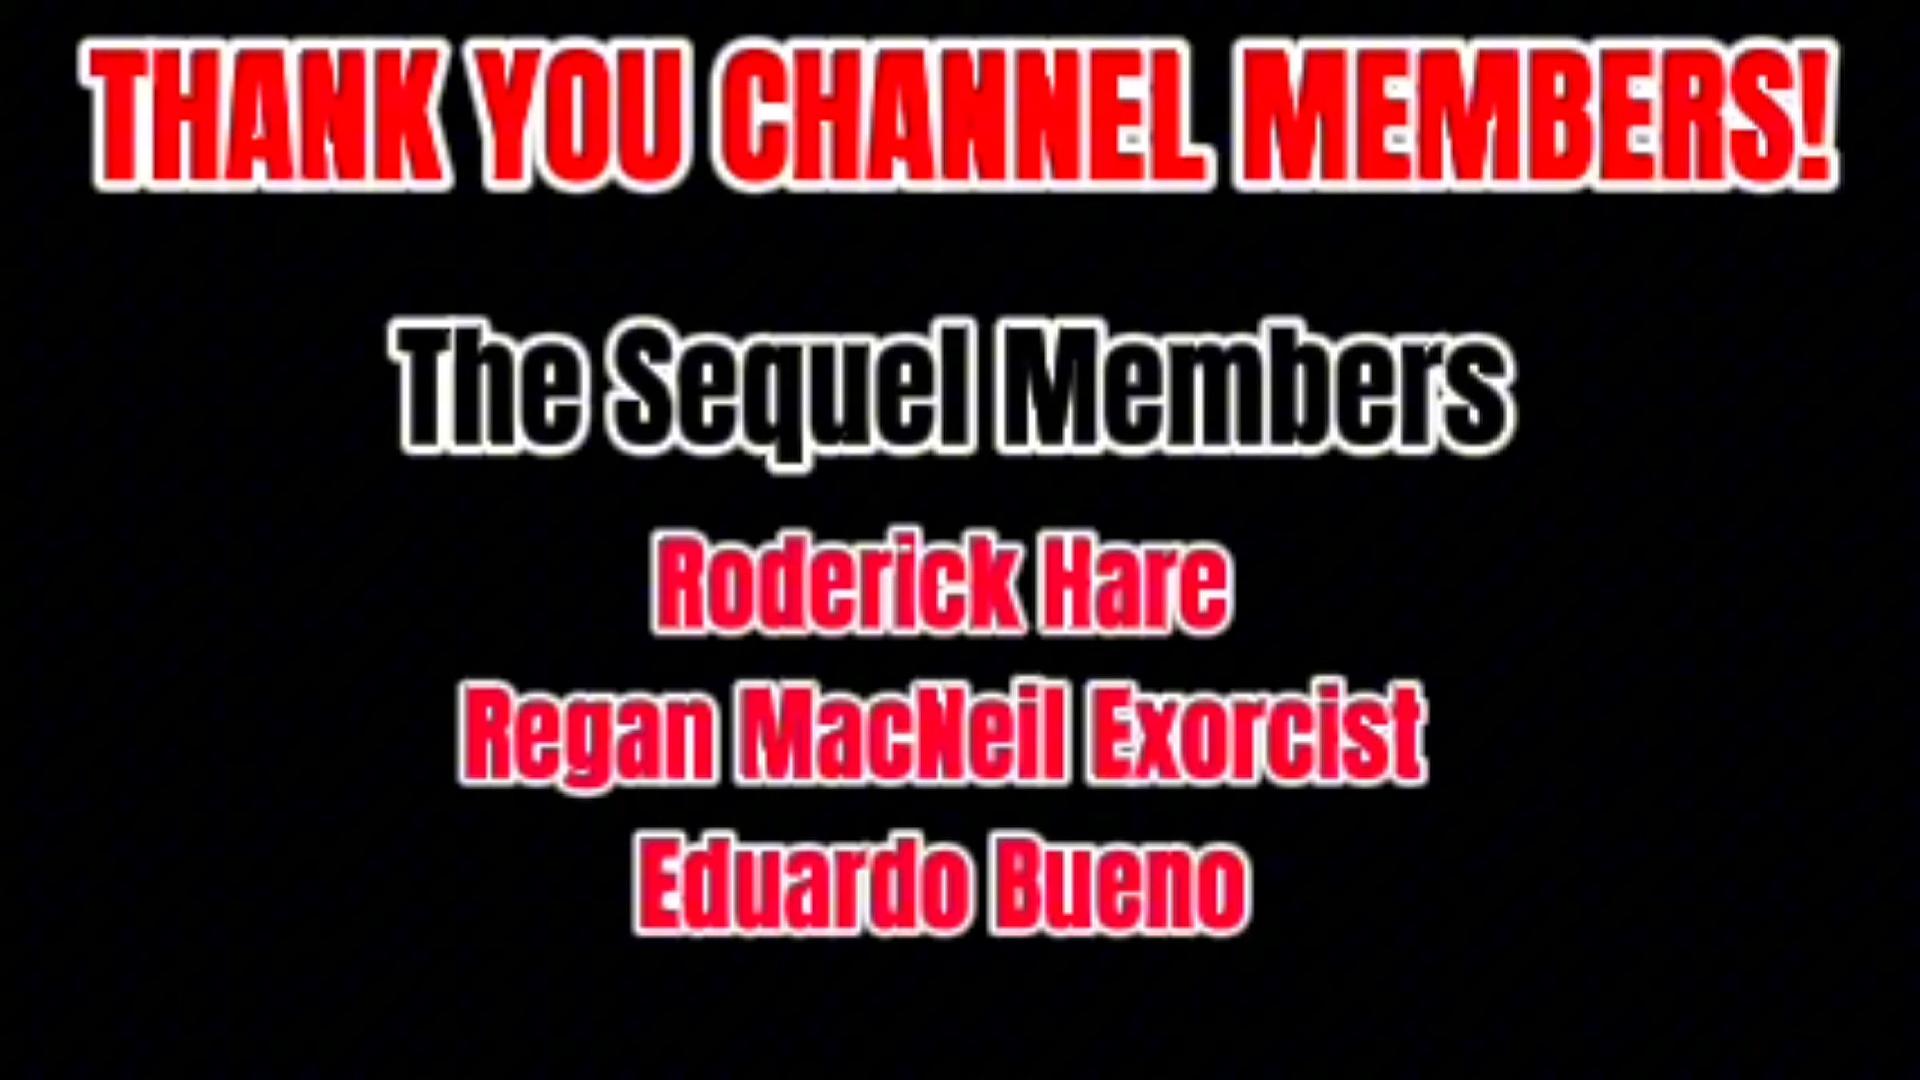 THANK YOU CHANNEL MEMBERS!
The Sequel Members
Roderick Hare
Regan MacNeil Exorcist
Eduardo Bueno